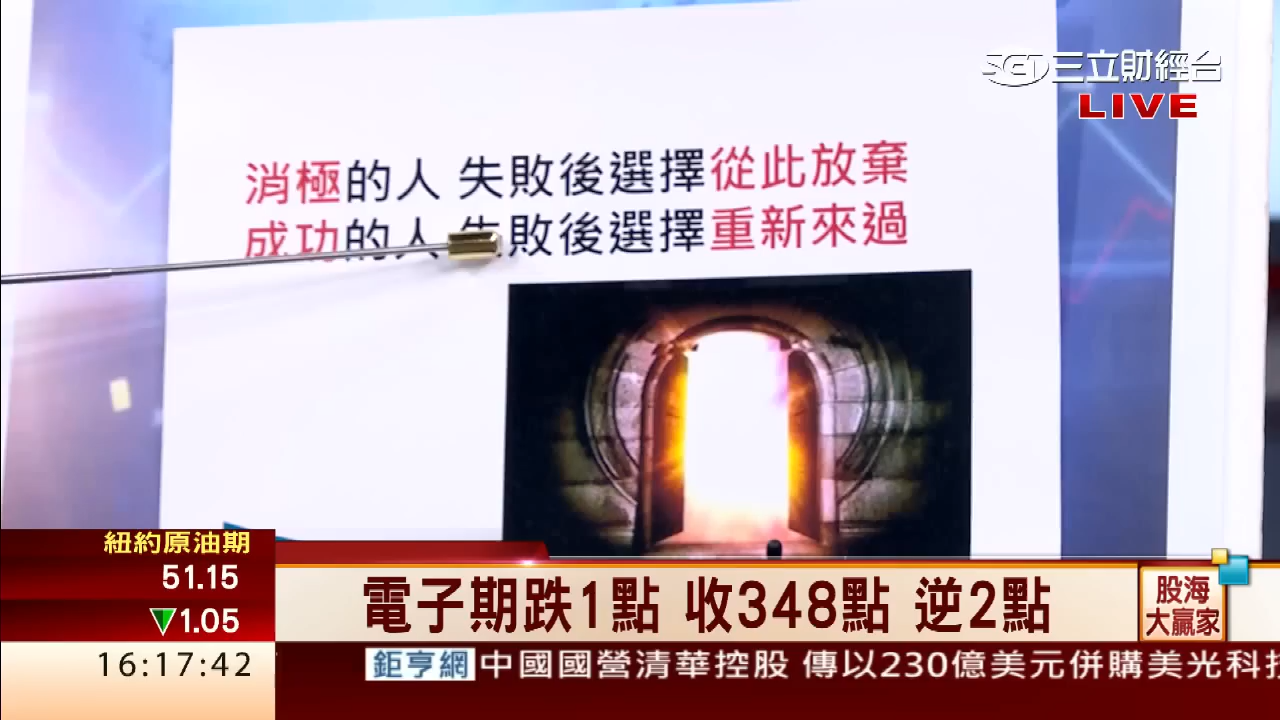 SET三立財經台
LIVE
消極的人 失敗後選擇從此放棄
成功的人 失敗後選擇重新來過
紐約原油期
51.15
▼1.05
16:17:42
電子期跌1點 收348點 逆2點
股海
大贏家
鉅亨網 中國國營清華控股 傳以230億美元併購美光科技